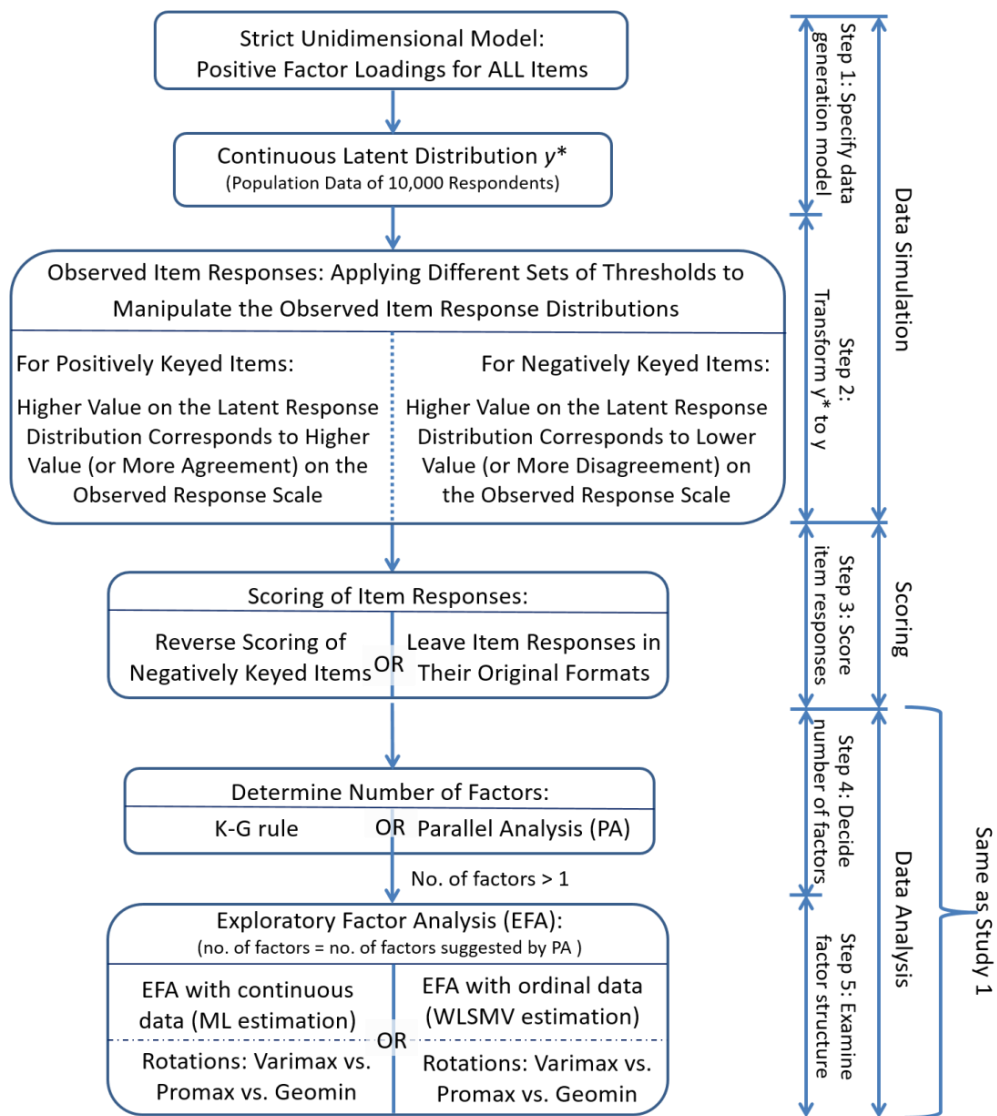 Strict Unidimensional Model:
Positive Factor Loadings for ALL Items
Continuous Latent Distribution y*
(Population Data of 10,000 Respondents)
Observed Item Responses: Applying Different Sets of Thresholds to
Manipulate the Observed Item Response Distributions
For Positively Keyed Items:
Higher Value on the Latent Response
Distribution Corresponds to Higher
Value (or More Agreement) on the
Observed Response Scale
For Negatively Keyed Items:
Higher Value on the Latent Response
Distribution Corresponds to Lower
Value (or More Disagreement) on
the Observed Response Scale
Scoring of Item Responses:
Reverse Scoring of
Negatively Keyed Items
OR
Leave Item Responses in
Their Original Formats
Determine Number of Factors:
K-G rule
OR
Parallel Analysis (PA)
No. of factors > 1
Exploratory Factor Analysis (EFA):
(no. of factors = no. of factors suggested by PA )
EFA with continuous
data (ML estimation)
Rotations: Varimax vs.
Promax vs. Geomin
OR
EFA with ordinal data
(WLSMV estimation)
Rotations: Varimax vs.
Promax vs. Geomin
Step 1: Specify data
generation model
Step 2:
Transform y* to y
Data Simulation
Step 3: Score
item responses
Scoring
Step 4: Decide
number of factors
Step 5: Examine
factor structure
Data Analysis
Same as Study 1